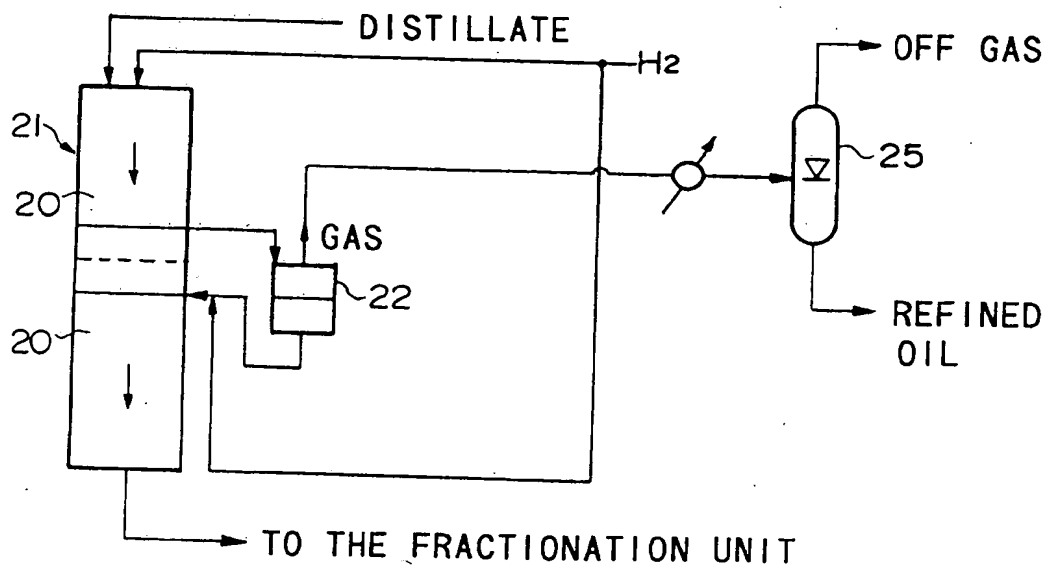 DISTILLATE
H2
OFF GAS
21
25
20
GAS
22
20
REFINED
OIL
TO THE FRACTIONATION UNIT